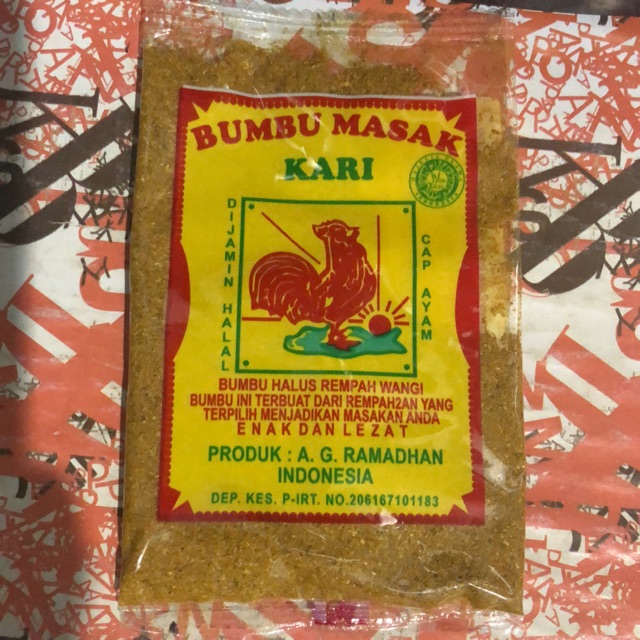 BUMBU MASAK
KARI
DIJAMIN HALAL
CAP AYAM
BUMBU HALUS REMPAH WANGI
BUMBU INI TERBUAT DARI REMPAH2AN YANG
TERPILIH MENJADIKAN MASAKAN ANDA
ENAK DAN LEZAT
PRODUK : A. G. RAMADHAN
INDONESIA
DEP. KES. P-IRT. NO.206167101183